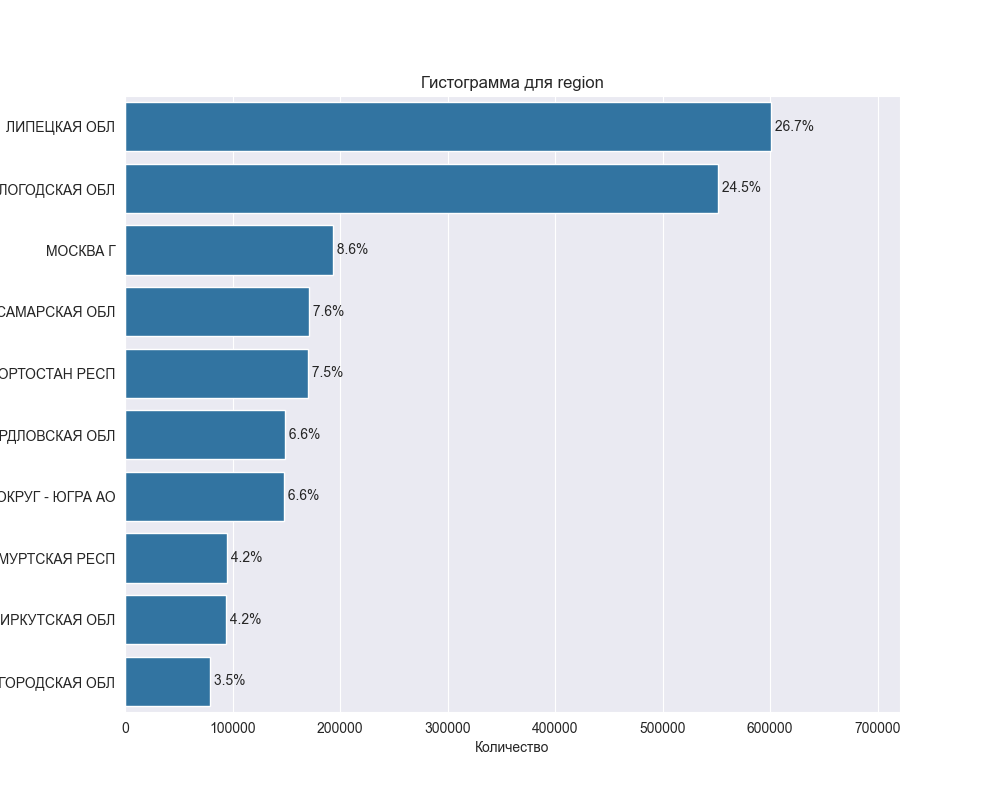 Гистограмма для region
ЛИПЕЦКАЯ ОБЛ
26.7%
ЛОГОДСКАЯ ОБЛ
24.5%
МОСКВА Г
8.6%
САМАРСКАЯ ОБЛ
7.6%
ОРТОСТАН РЕСП
7.5%
РДЛОВСКАЯ ОБЛ
6.6%
ОКРУГ - ЮГРА АО
6.6%
МУРТСКАЯ РЕСП
4.2%
ИРКУТСКАЯ ОБЛ
4.2%
ГОРОДСКАЯ ОБЛ
3.5%
0 100000 200000 300000 400000 500000 600000 700000
Количество